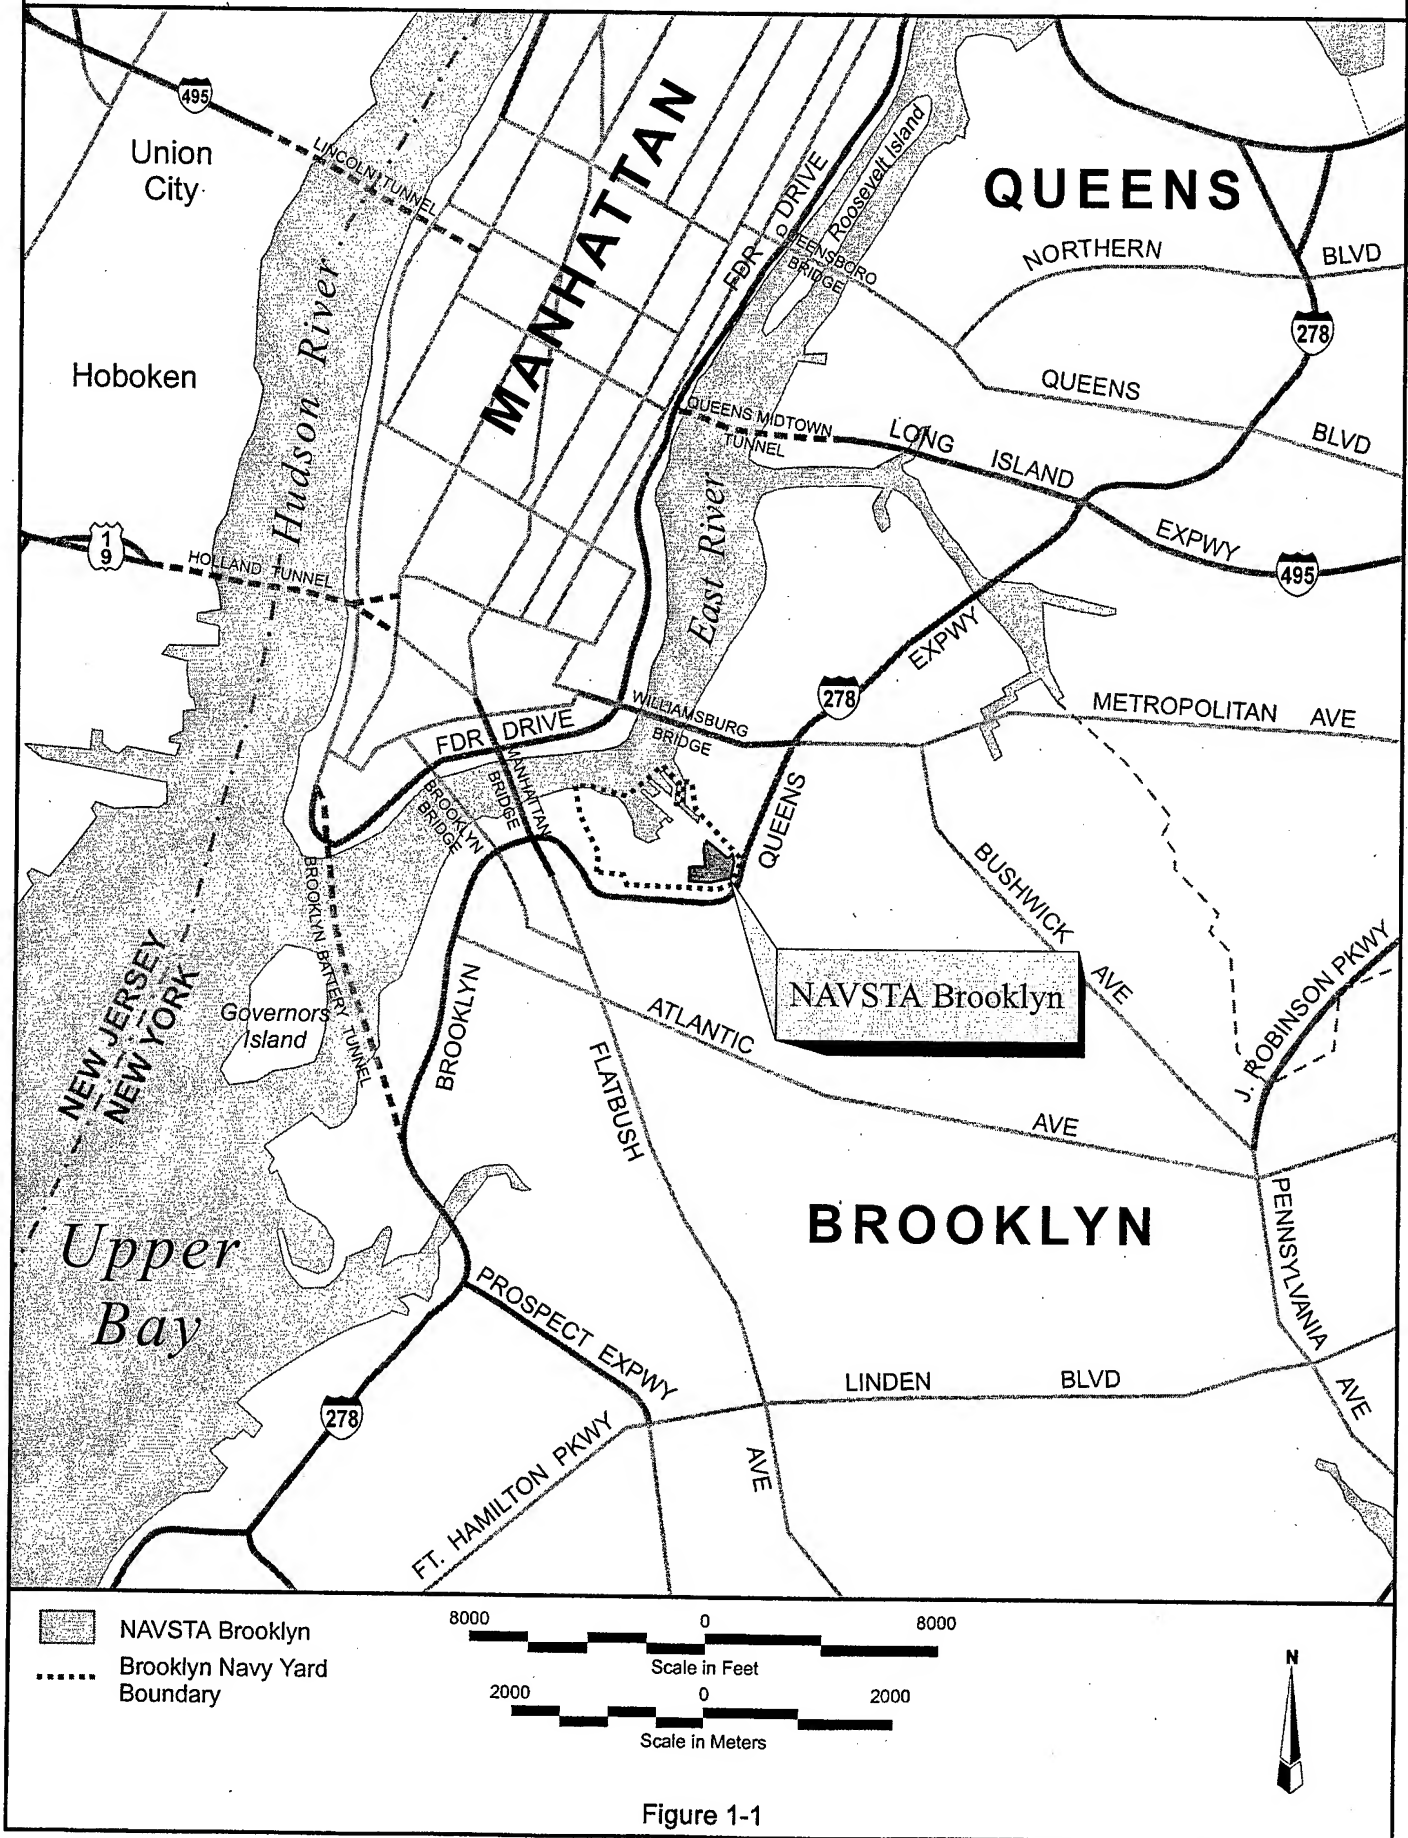 495
Union
City
LINCOLN TUNNEL
MANHATTAN
FDR DRIVE
Roosevelt Island
QUEENSBORO
BRIDGE
QUEENS
NORTHERN BLVD
278
Hoboken
Hudson River
QUEENS BLVD
QUEENS MIDTOWN
TUNNEL
LONG ISLAND EXPWY
495
1
9
HOLLAND TUNNEL
East River
EXPWY
278
WILLIAMSBURG
BRIDGE
METROPOLITAN AVE
FDR DRIVE
MANHATTAN
BRIDGE
BROOKLYN
BRIDGE
QUEENS
BUSHWICK AVE
BROOKLYN BATTERY TUNNEL
NEW JERSEY
NEW YORK
Governors
Island
BROOKLYN
NAVSTA Brooklyn
ATLANTIC AVE
FLATBUSH AVE
J. ROBINSON PKWY
BROOKLYN
PENNSYLVANIA AVE
Upper
Bay
PROSPECT EXPWY
LINDEN BLVD
278
FT. HAMILTON PKWY
NAVSTA Brooklyn
Brooklyn Navy Yard
Boundary
8000 0 8000
Scale in Feet
2000 0 2000
Scale in Meters
N
Figure 1-1